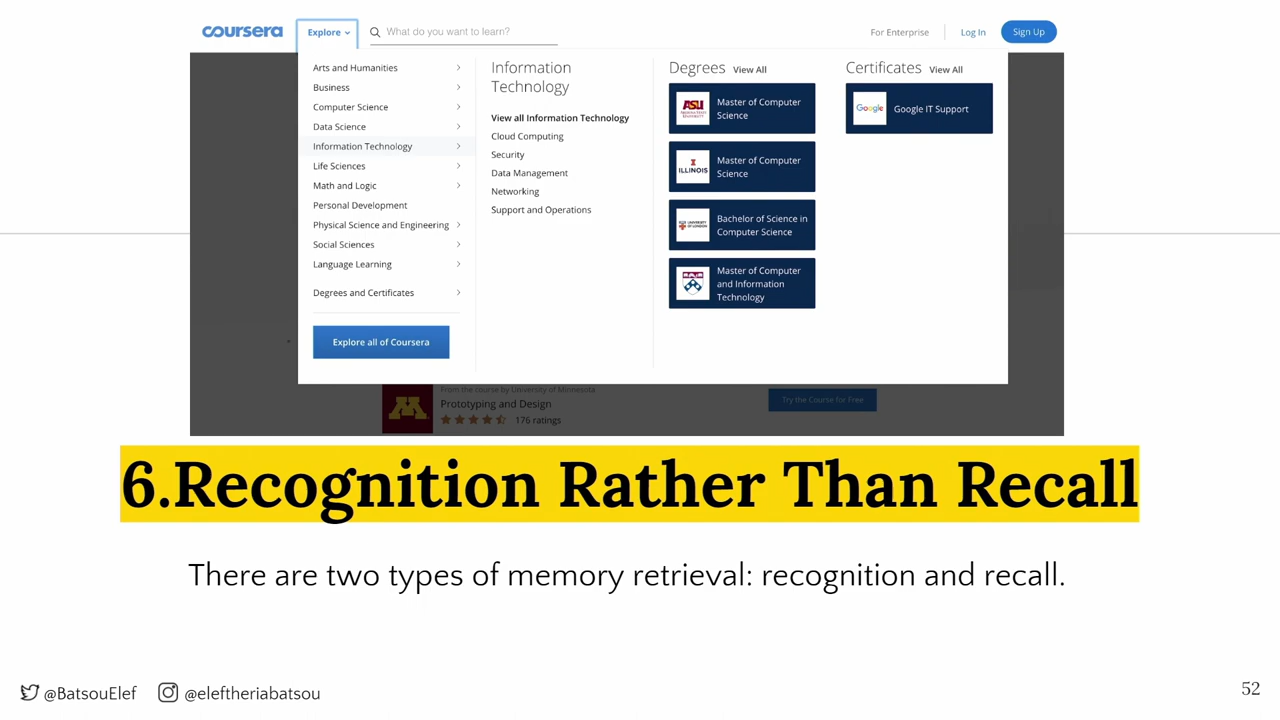 coursera
Explore
What do you want to learn?
For Enterprise
Log In
Sign Up
Arts and Humanities
Business
Computer Science
Data Science
Information Technology
Life Sciences
Math and Logic
Personal Development
Physical Science and Engineering
Social Sciences
Language Learning
Degrees and Certificates
Explore all of Coursera
Information
Technology
View all Information Technology
Cloud Computing
Security
Data Management
Networking
Support and Operations
Degrees View All
ASU
Master of Computer
Science
ILLINOIS
Master of Computer
Science
Bachelor of Science in
Computer Science
Master of Computer
and Information
Technology
Certificates View All
Google
Google IT Support
From the course by University of Minnesota
Prototyping and Design
176 ratings
Try the Course for Free
6.Recognition Rather Than Recall
There are two types of memory retrieval: recognition and recall.
@BatsouElef
@eleftheriabatsou
52